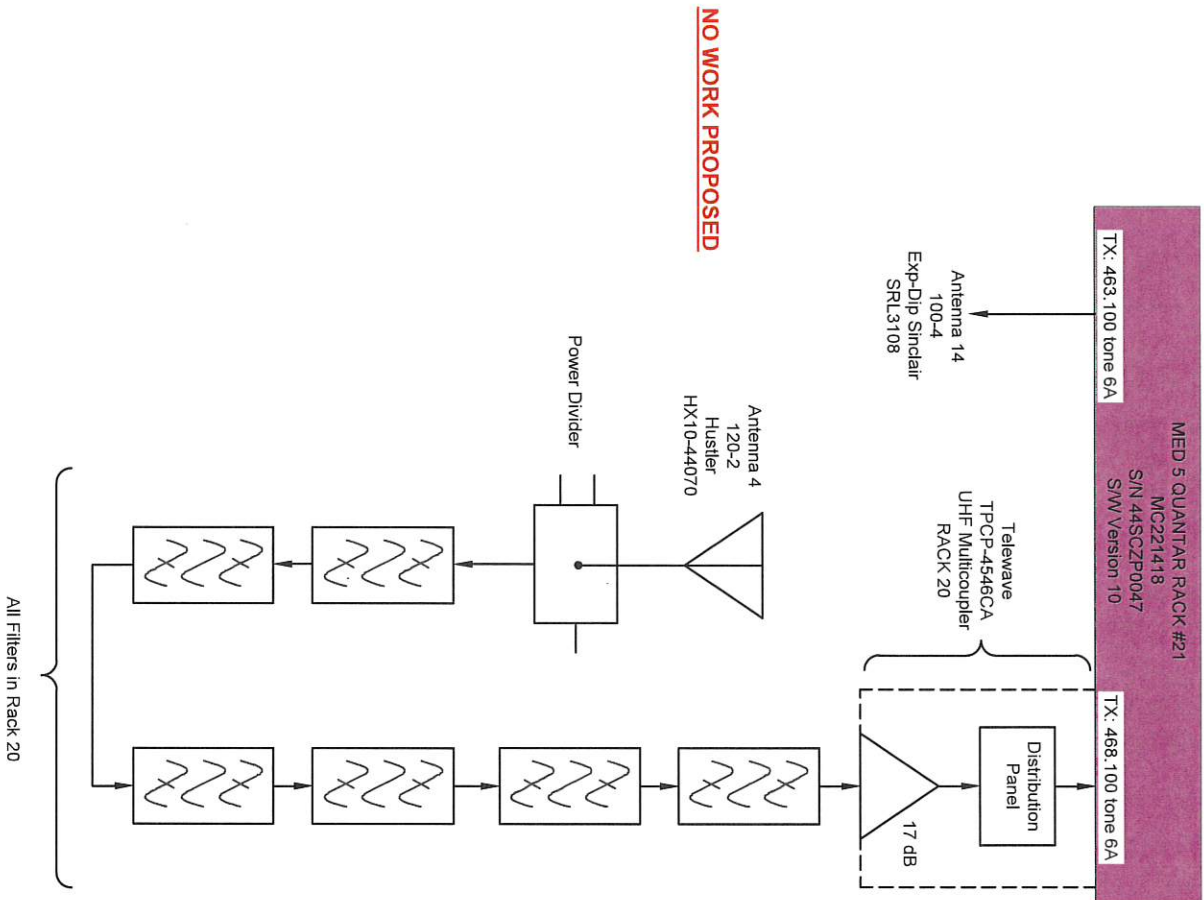 MED 5 QUANTAR RACK #21
MC221418
S/N 44SCZP0047
S/W Version 10
TX: 463.100 tone 6A
TX: 468.100 tone 6A
Antenna 14
100-4
Exp-Dip Sinclair
SRL3108
Telewave
TPCP-4546CA
UHF Multicoupler
RACK 20
Distribution
Panel
17 dB
NO WORK PROPOSED
Antenna 4
120-2
Hustler
HX10-44070
Power Divider
All Filters in Rack 20